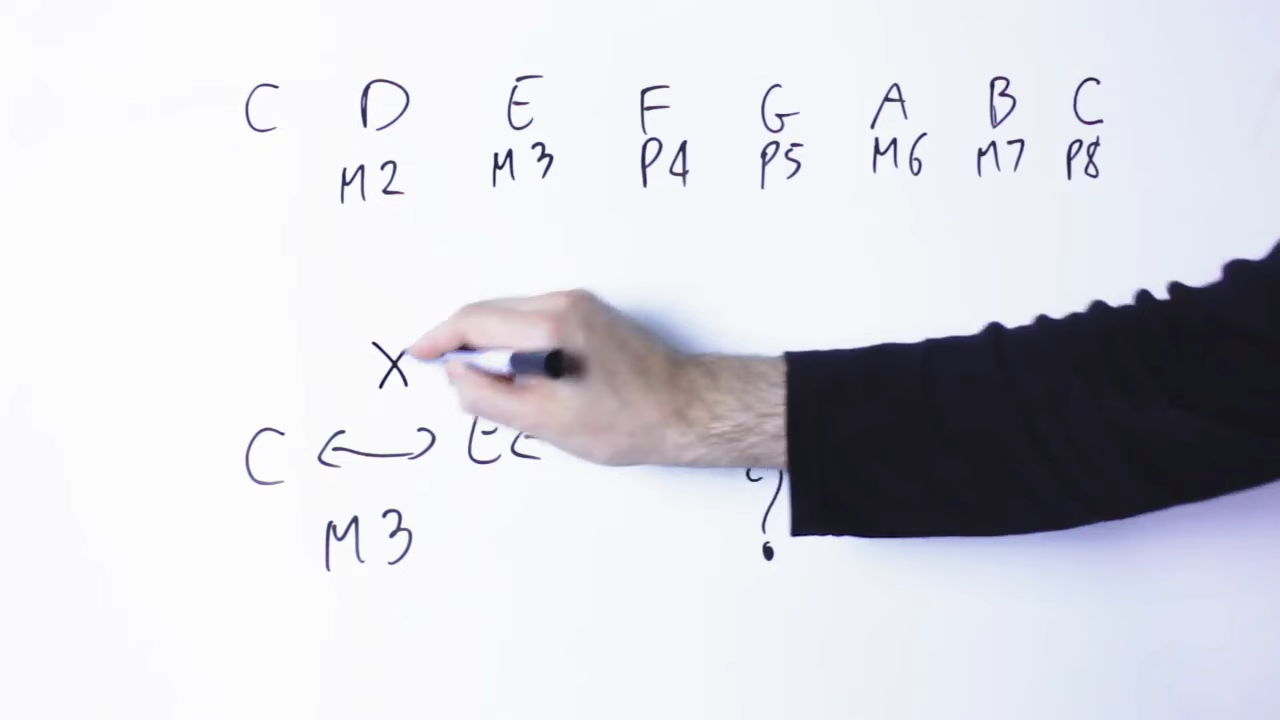 C D E F G A B C
M2 M3 P4 P5 M6 M7 P8
X
C ↔ E ?
M3